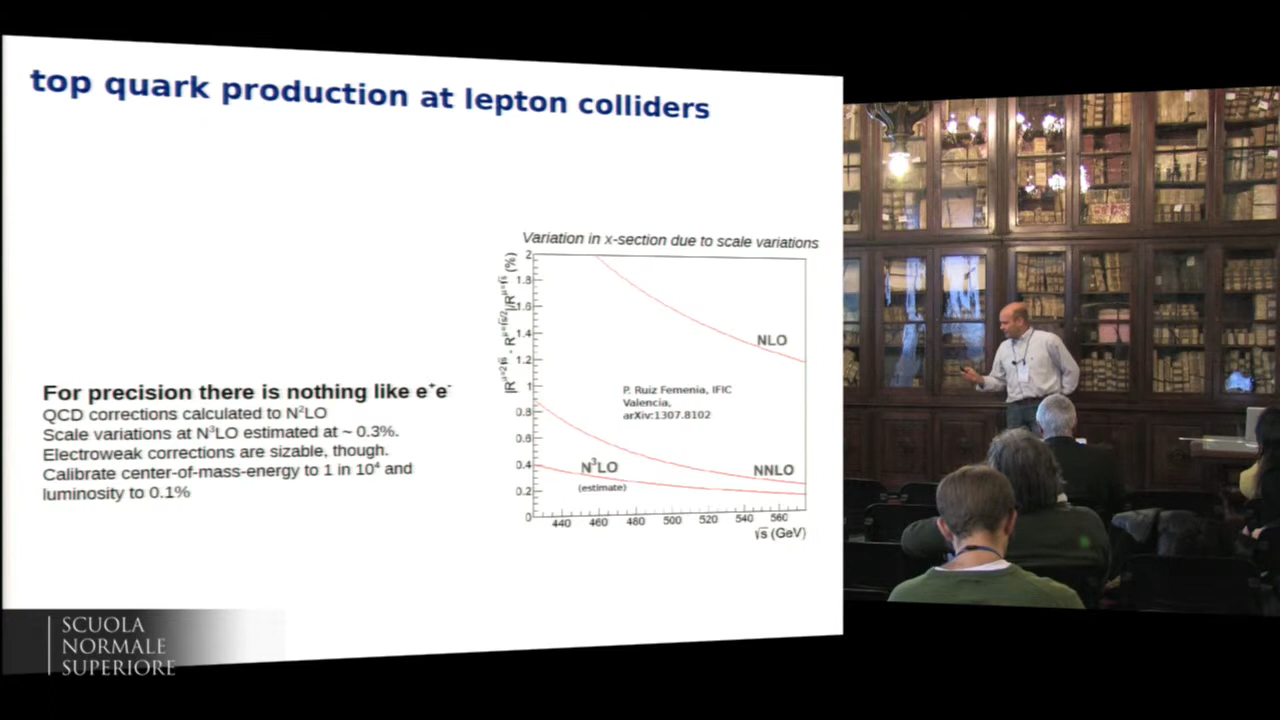 top quark production at lepton colliders
Variation in x-section due to scale variations
|R^μ=2√s - R^μ=√s/2|/R^μ=√s (%)
2
1.8
1.6
1.4
1.2
1
0.8
0.6
0.4
0.2
0
NLO
P. Ruiz Femenia, IFIC
Valencia,
arXiv:1307.8102
N³LO
(estimate)
NNLO
440 460 480 500 520 540 560
√s (GeV)
For precision there is nothing like e⁺e⁻
QCD corrections calculated to N²LO
Scale variations at N³LO estimated at ~ 0.3%.
Electroweak corrections are sizable, though.
Calibrate center-of-mass-energy to 1 in 10⁴ and
luminosity to 0.1%
SCUOLA
NORMALE
SUPERIORE